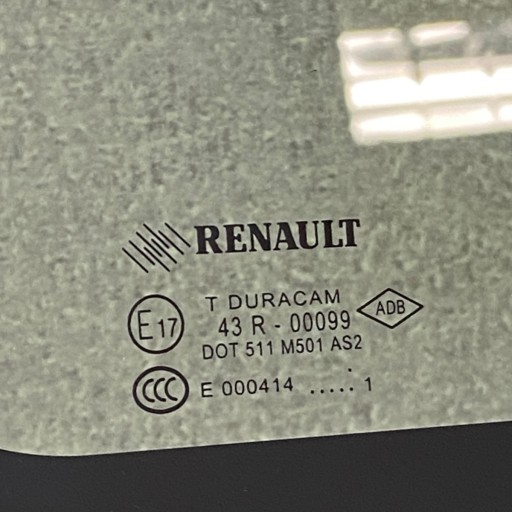 RENAULT
T DURACAM
E17 43 R - 00099 ADB
DOT 511 M501 AS2
CCC E 000414 ..... 1